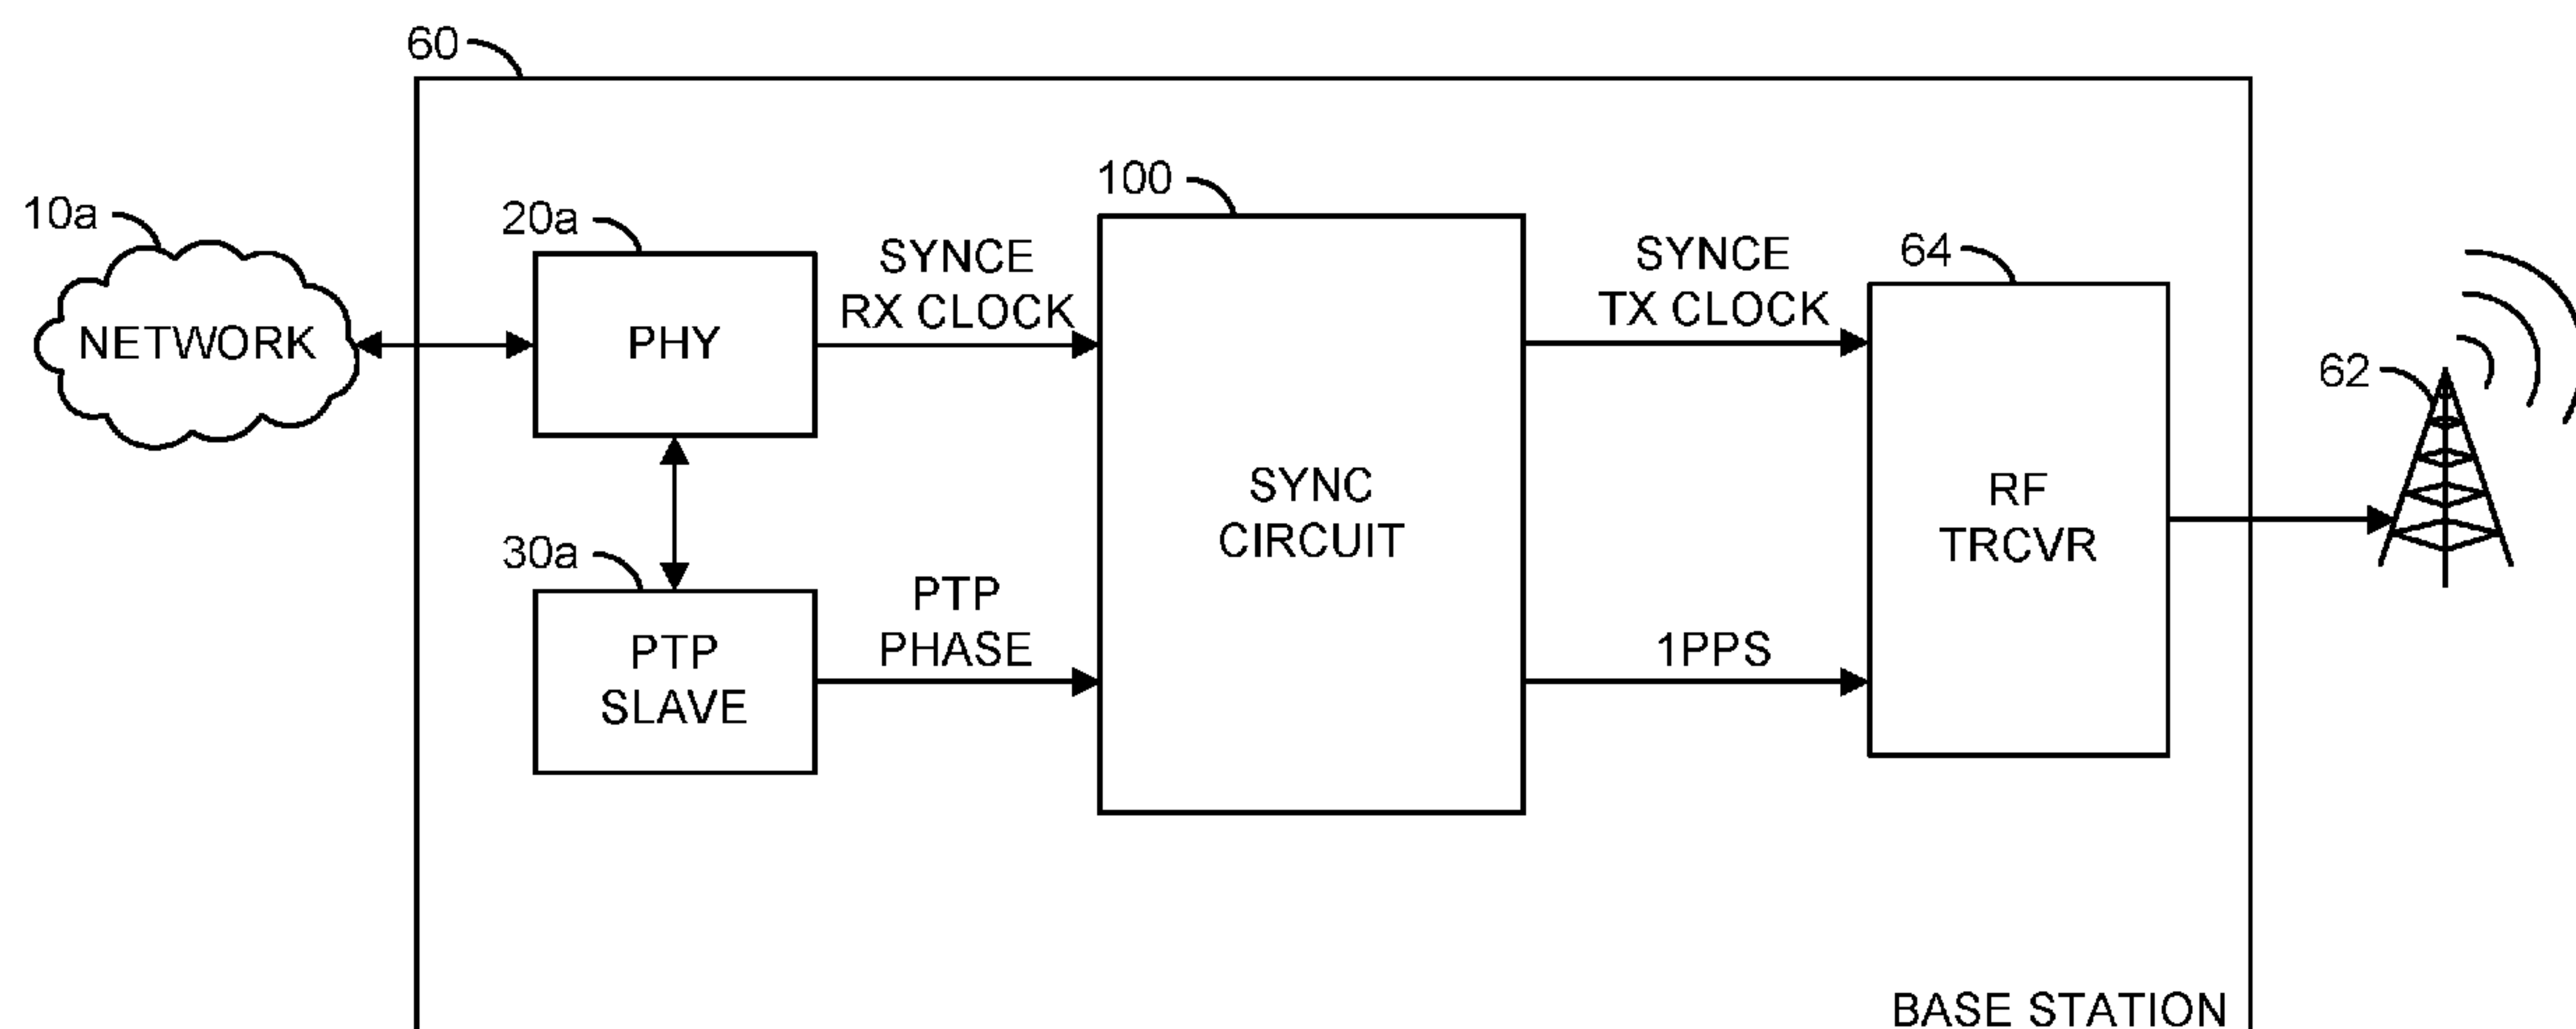 60
100
10a
20a
SYNCE
RX CLOCK
SYNCE
TX CLOCK
64
NETWORK
PHY
62
SYNC
CIRCUIT
RF
TRCVR
30a
PTP
PHASE
1PPS
PTP
SLAVE
BASE STATION